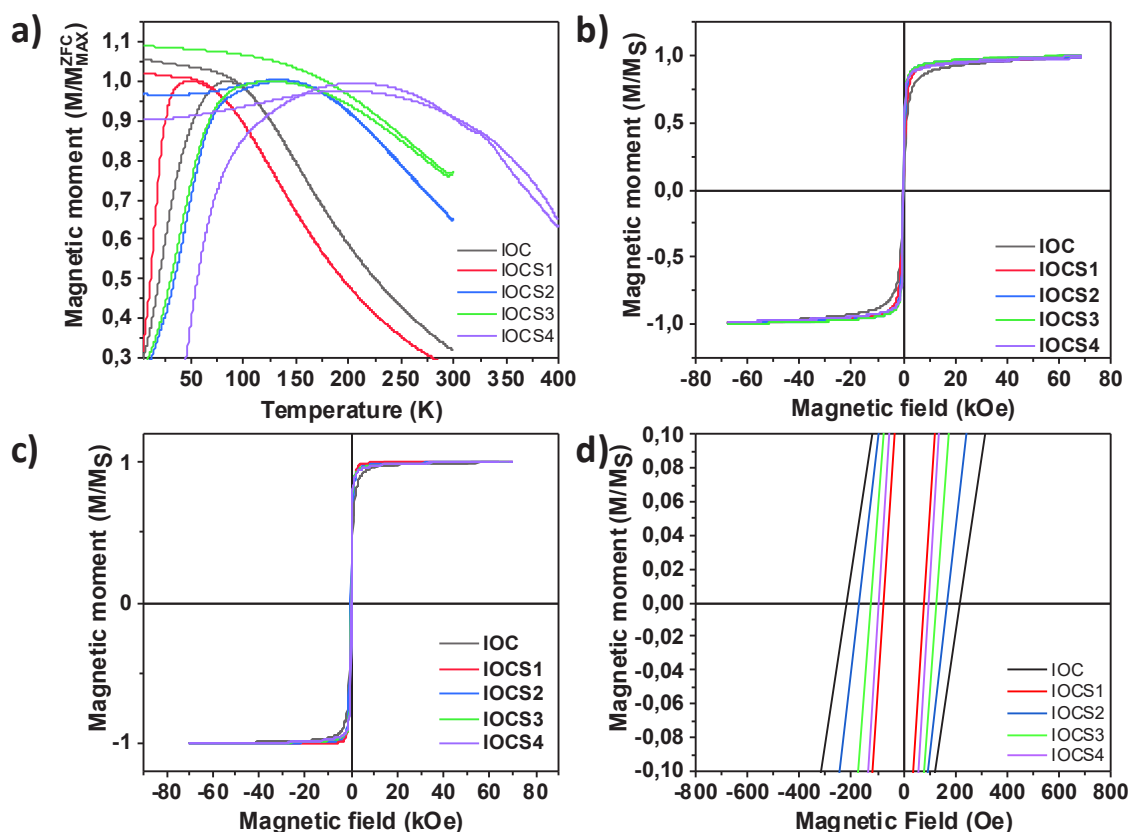 a)
Magnetic moment (M/M_MAX^ZFC)
1,1
1,0
0,9
0,8
0,7
0,6
0,5
0,4
0,3
50 100 150 200 250 300 350 400
Temperature (K)
IOC
IOCS1
IOCS2
IOCS3
IOCS4
b)
Magnetic moment (M/MS)
1,0
0,5
0,0
-0,5
-1,0
-80 -60 -40 -20 0 20 40 60 80
Magnetic field (kOe)
IOC
IOCS1
IOCS2
IOCS3
IOCS4
c)
Magnetic moment (M/MS)
1
0
-1
-80 -60 -40 -20 0 20 40 60 80
Magnetic field (kOe)
IOC
IOCS1
IOCS2
IOCS3
IOCS4
d)
Magnetic moment (M/MS)
0,10
0,08
0,06
0,04
0,02
0,00
-0,02
-0,04
-0,06
-0,08
-0,10
-800 -600 -400 -200 0 200 400 600 800
Magnetic Field (Oe)
IOC
IOCS1
IOCS2
IOCS3
IOCS4